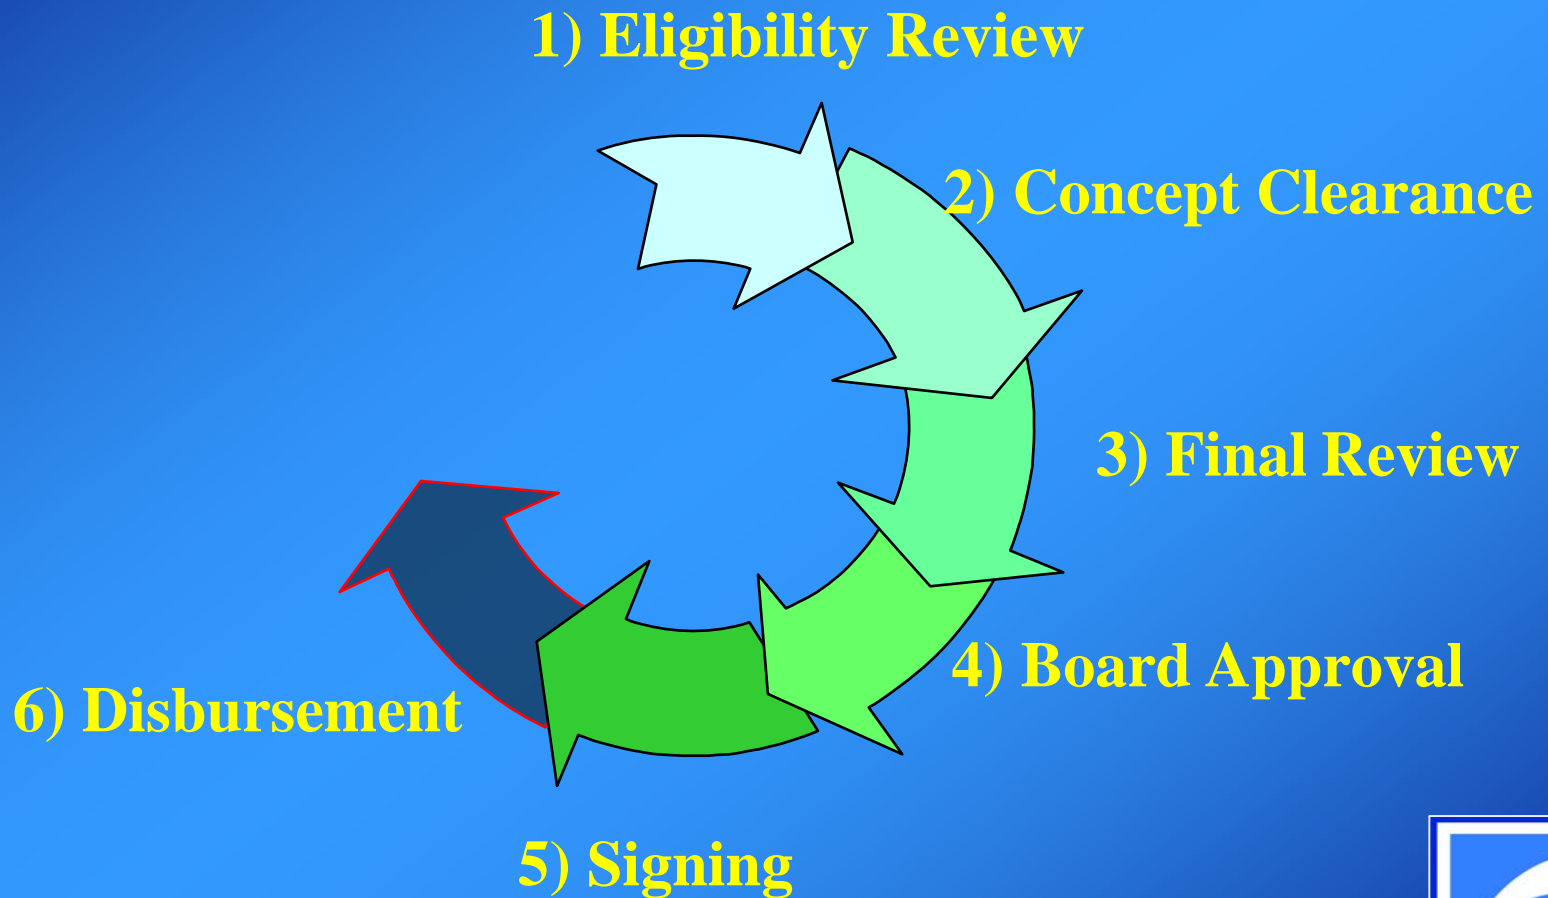 1) Eligibility Review
2) Concept Clearance
3) Final Review
4) Board Approval
5) Signing
6) Disbursement